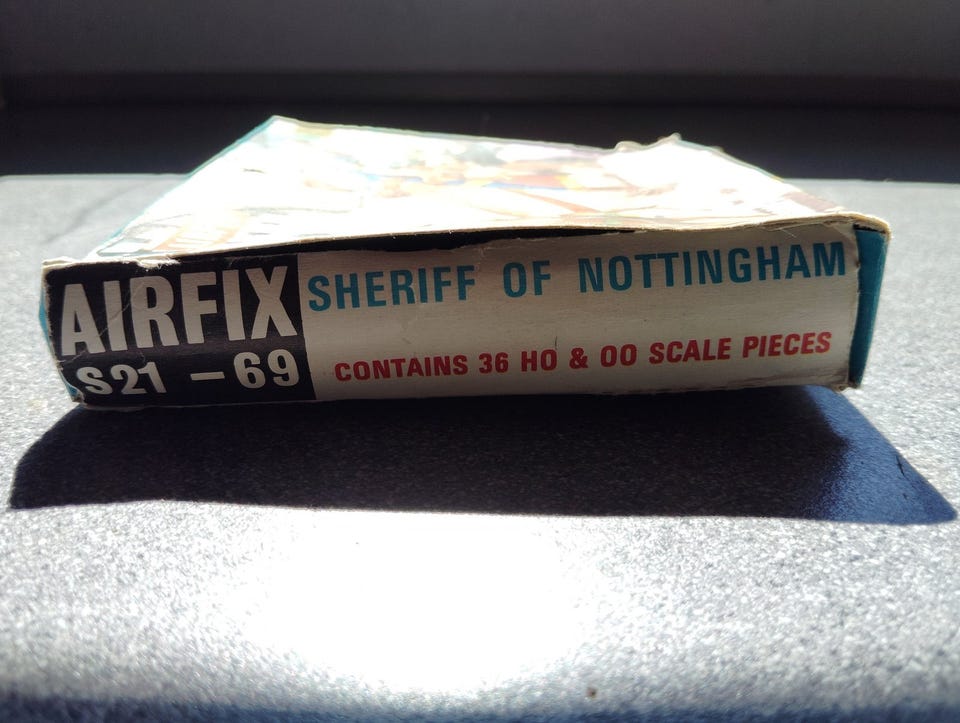 AIRFIX
S21 – 69
SHERIFF OF NOTTINGHAM
CONTAINS 36 HO & OO SCALE PIECES